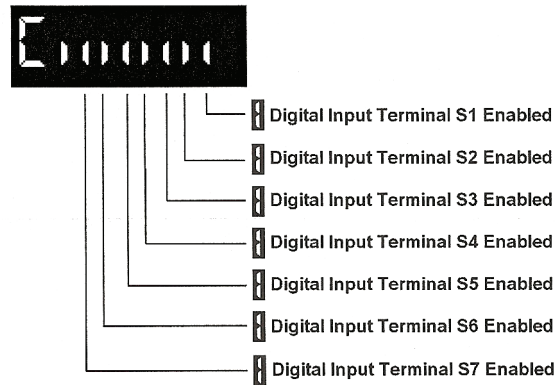 Digital Input Terminal S1 Enabled
Digital Input Terminal S2 Enabled
Digital Input Terminal S3 Enabled
Digital Input Terminal S4 Enabled
Digital Input Terminal S5 Enabled
Digital Input Terminal S6 Enabled
Digital Input Terminal S7 Enabled